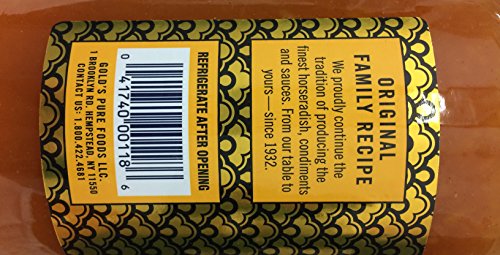 ORIGINAL
FAMILY RECIPE
We proudly continue the
tradition of producing the
finest horseradish, condiments
and sauces. From our table to
yours—since 1932.
REFRIGERATE AFTER OPENING
0 41740 00118 6
GOLD'S PURE FOODS LLC.
1 BROOKLYN RD. HEMPSTEAD, NY 11550
CONTACT US: 1.800.422.4681